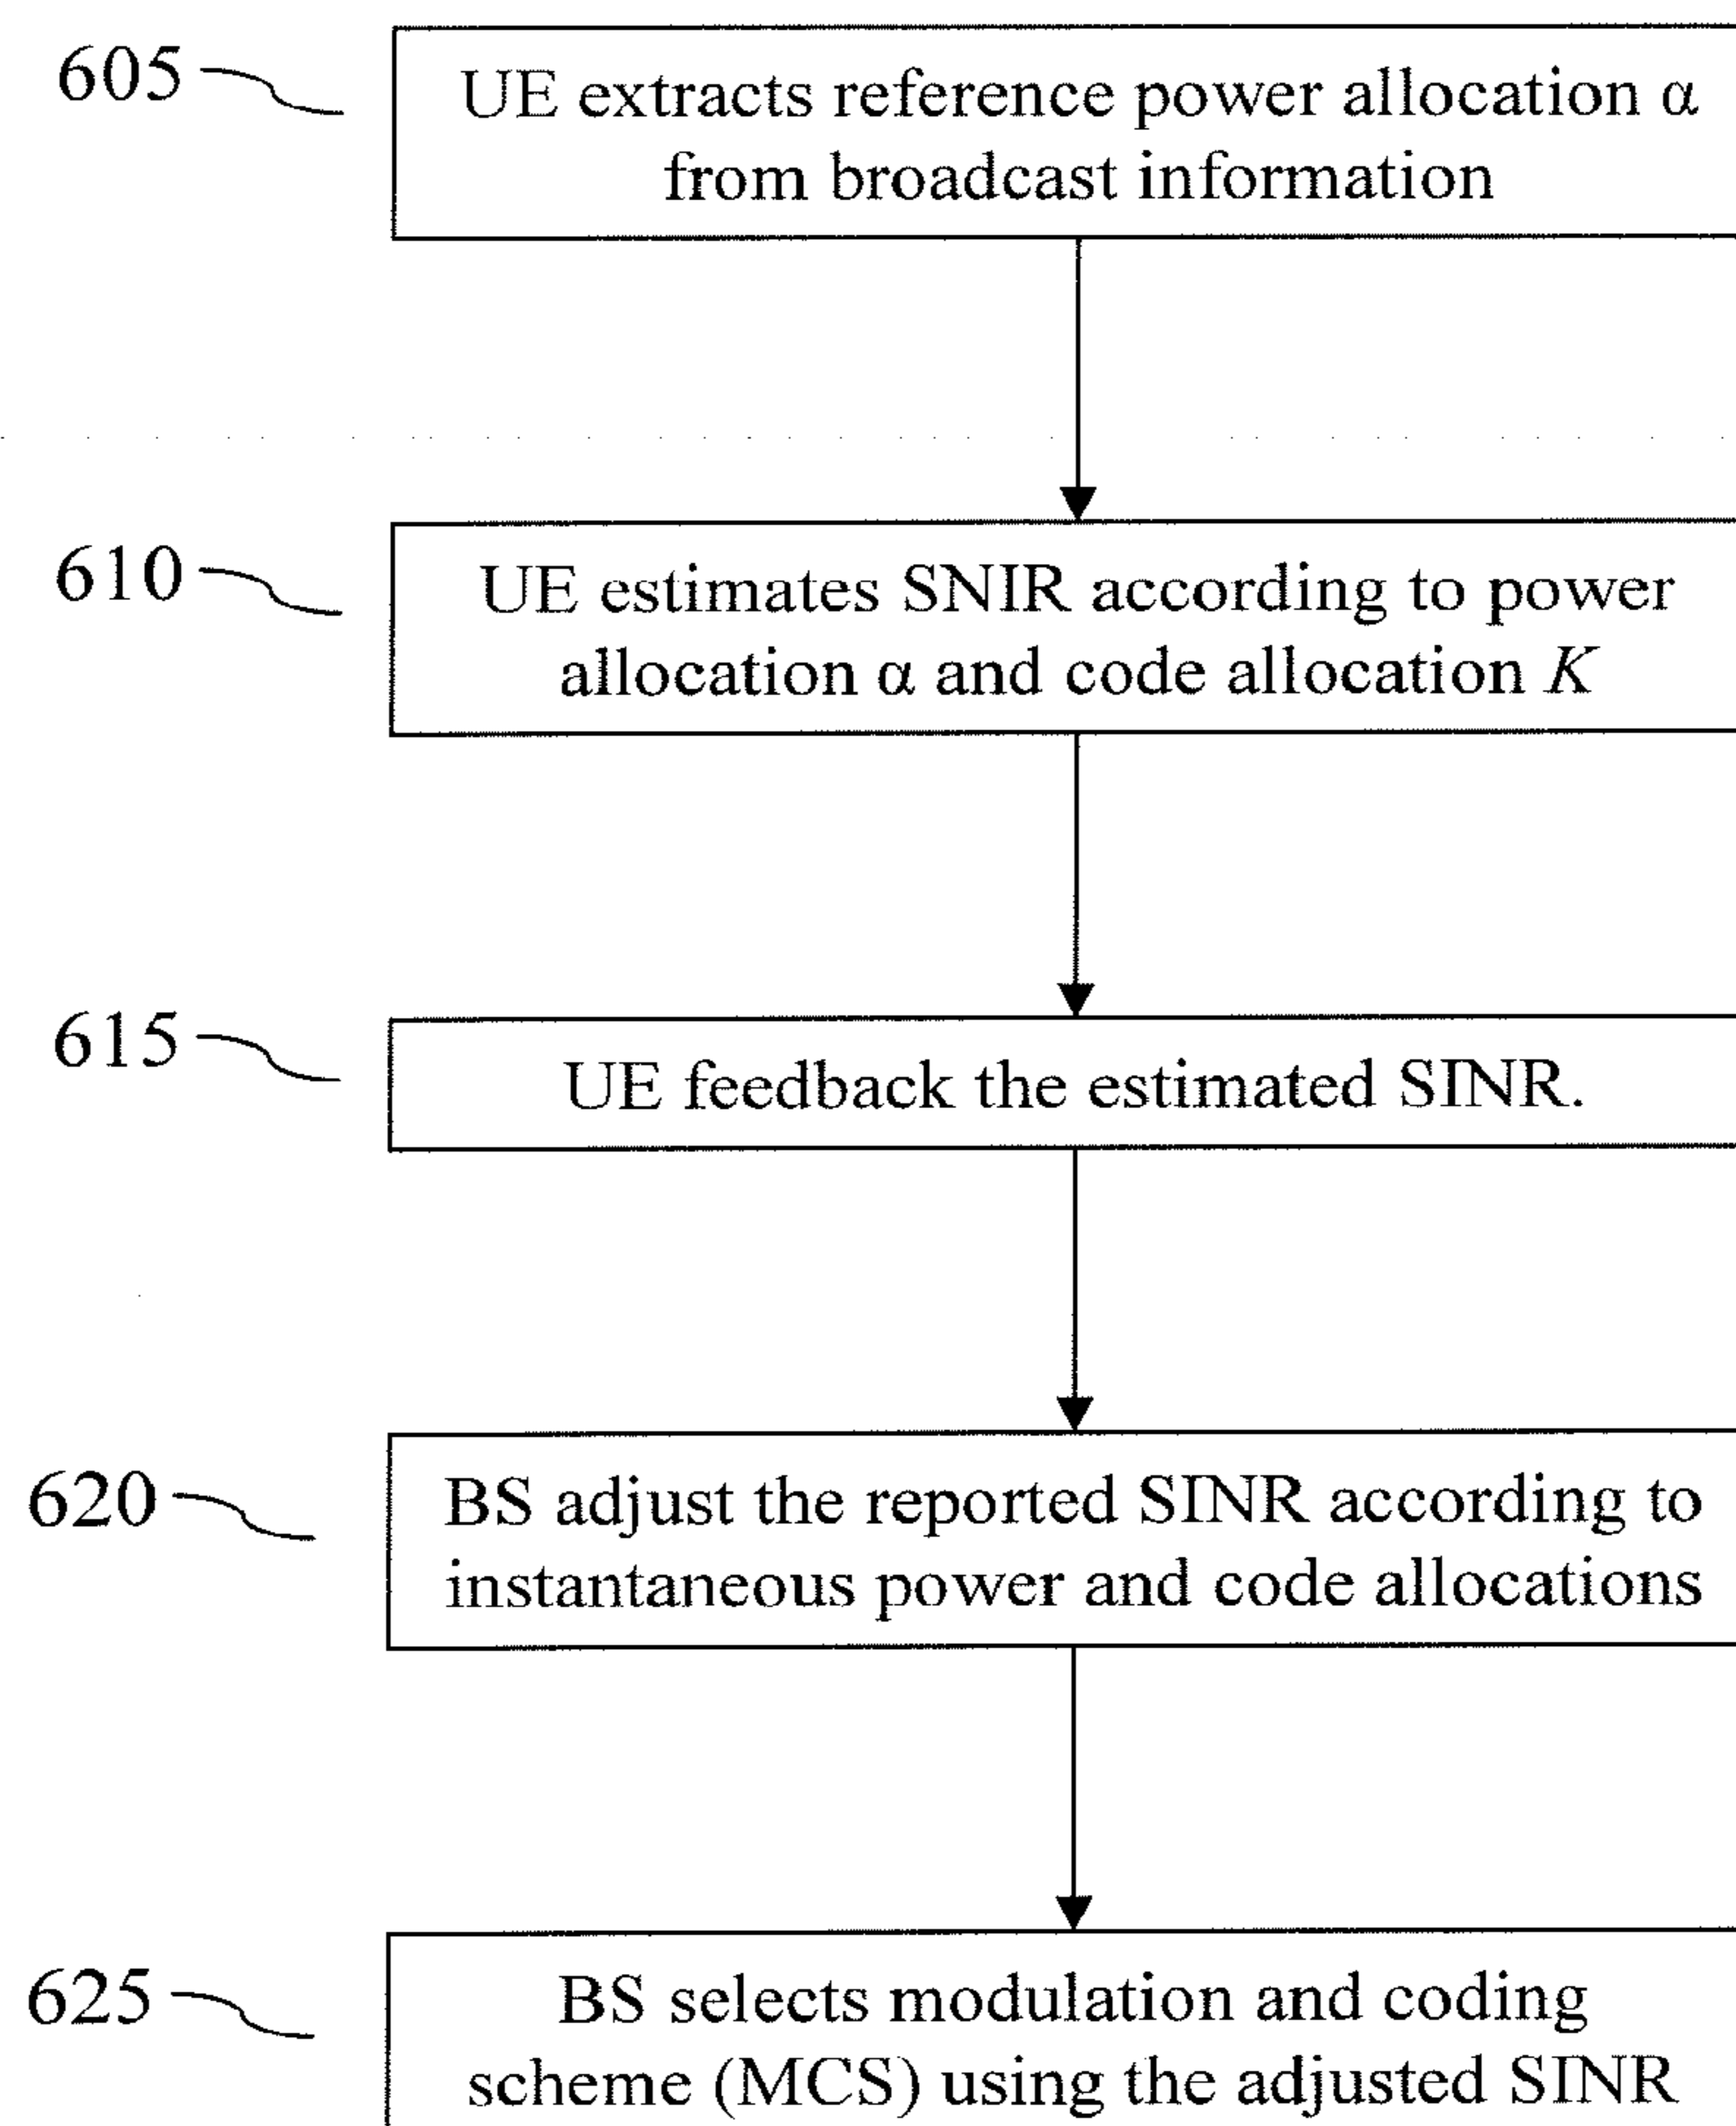 605
UE extracts reference power allocation α
from broadcast information
610
UE estimates SNIR according to power
allocation α and code allocation K
615
UE feedback the estimated SINR.
620
BS adjust the reported SINR according to
instantaneous power and code allocations
625
BS selects modulation and coding
scheme (MCS) using the adjusted SINR